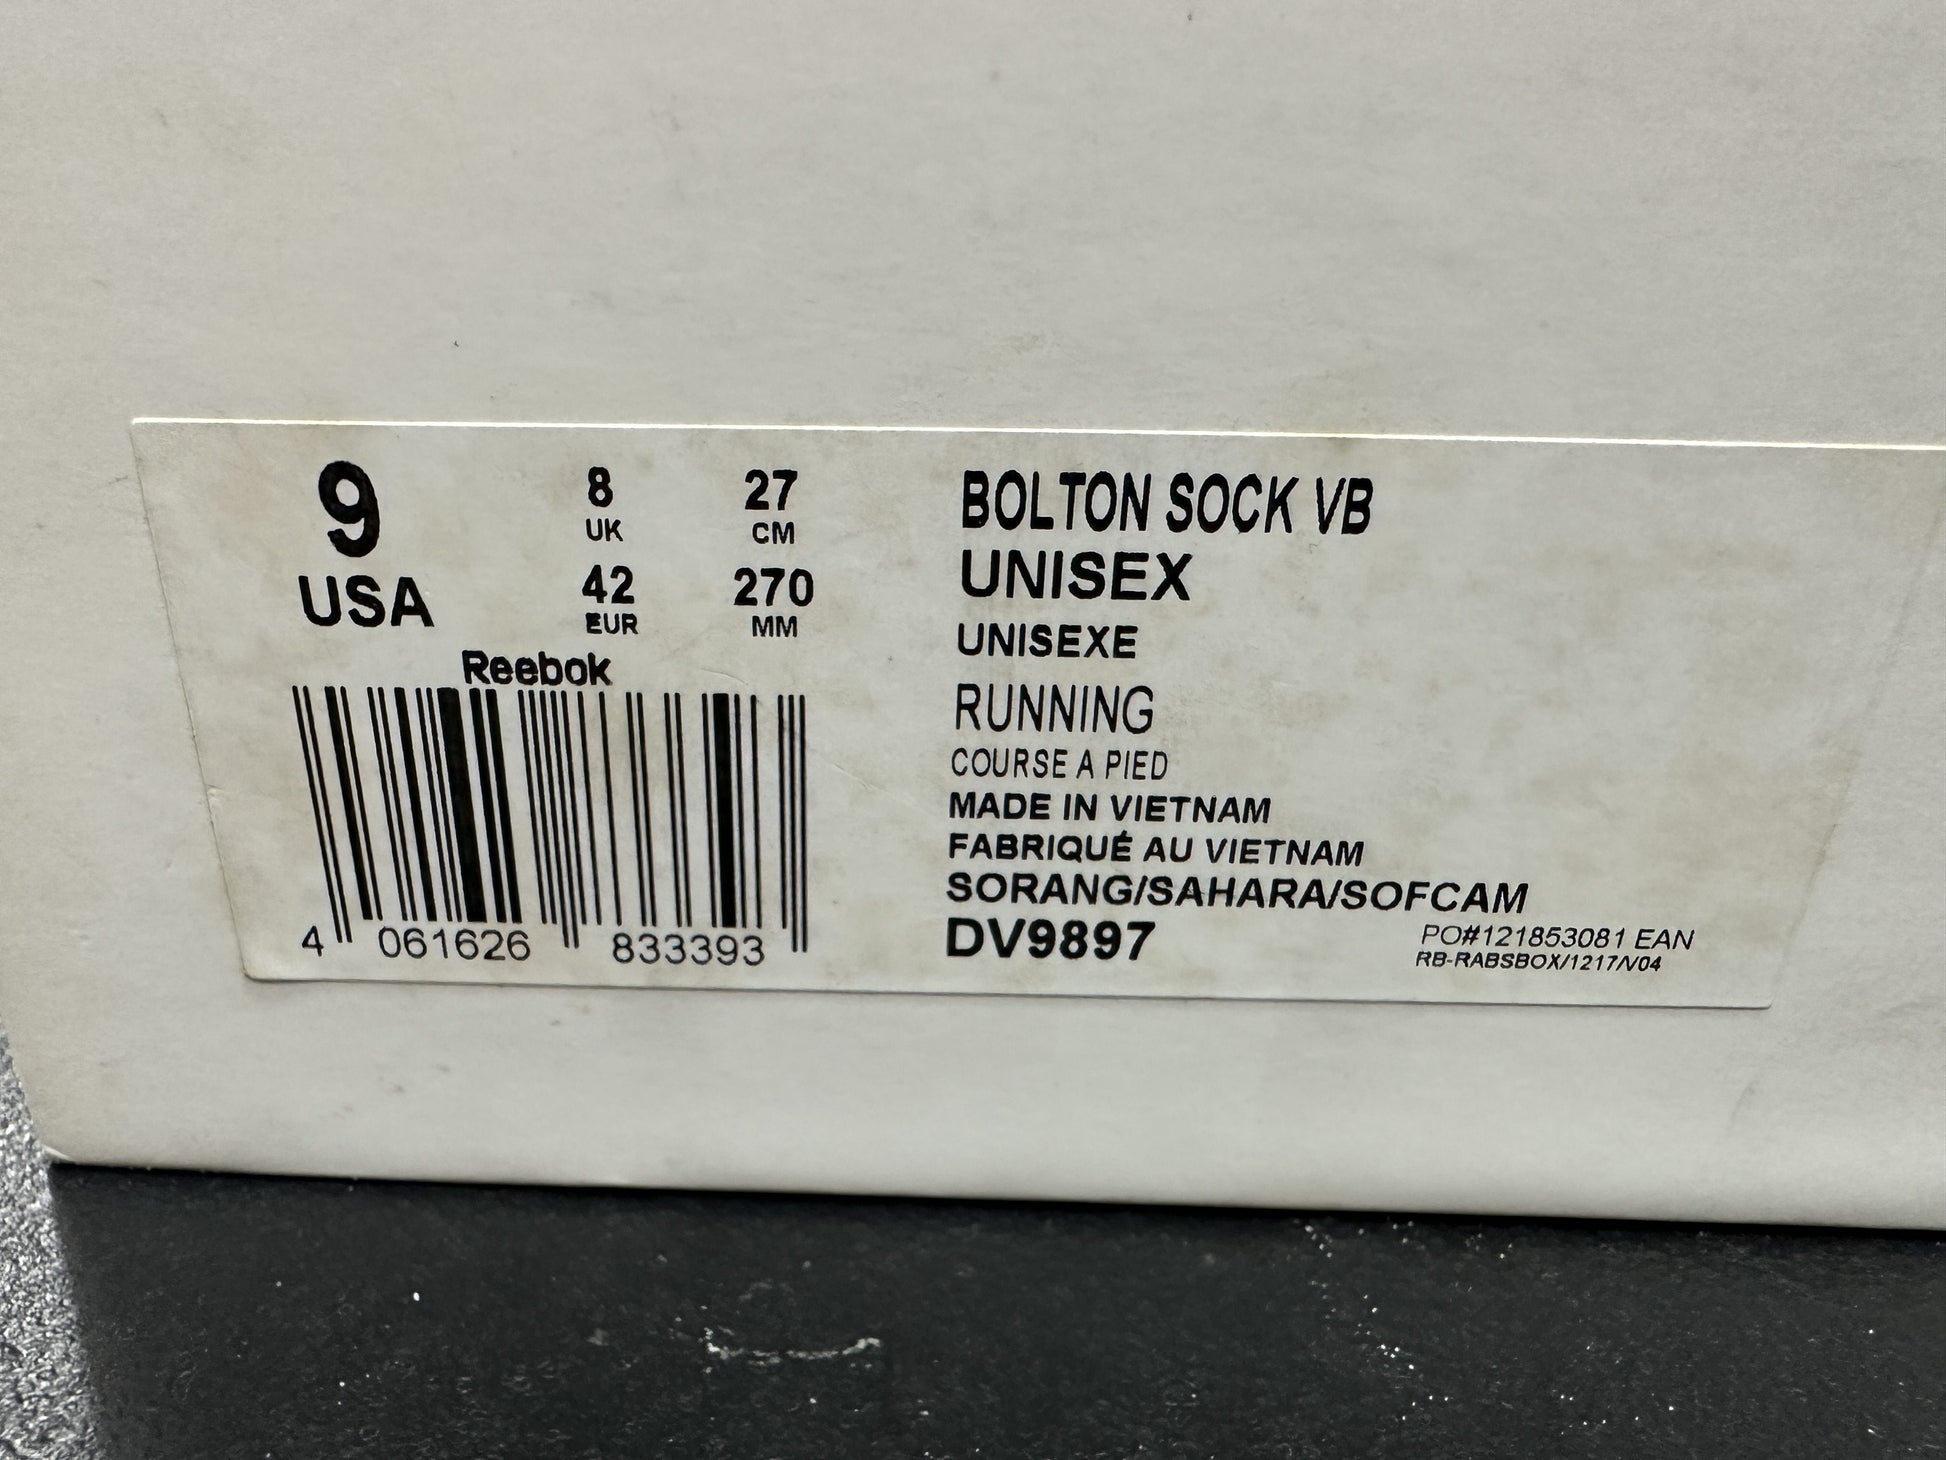 9
USA
8
UK
42
EUR
27
CM
270
MM
Reebok
4 061626 833393
BOLTON SOCK VB
UNISEX
UNISEXE
RUNNING
COURSE A PIED
MADE IN VIETNAM
FABRIQUÉ AU VIETNAM
SORANG/SAHARA/SOFCAM
DV9897
PO#121853081 EAN
RB-RABSBOX/1217/V04